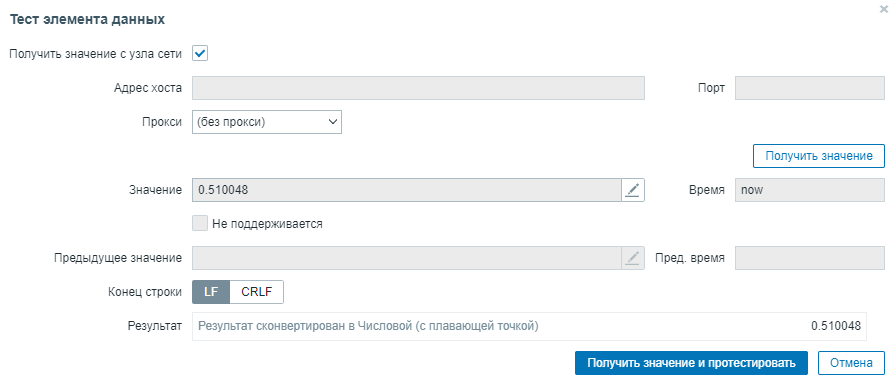 Тест элемента данных
Получить значение с узла сети
Адрес хоста Порт
Прокси (без прокси)
Получить значение
Значение 0.510048 Время now
Не поддерживается
Предыдущее значение Пред. время
Конец строки LF CRLF
Результат Результат сконвертирован в Числовой (с плавающей точкой) 0.510048
Получить значение и протестировать Отмена